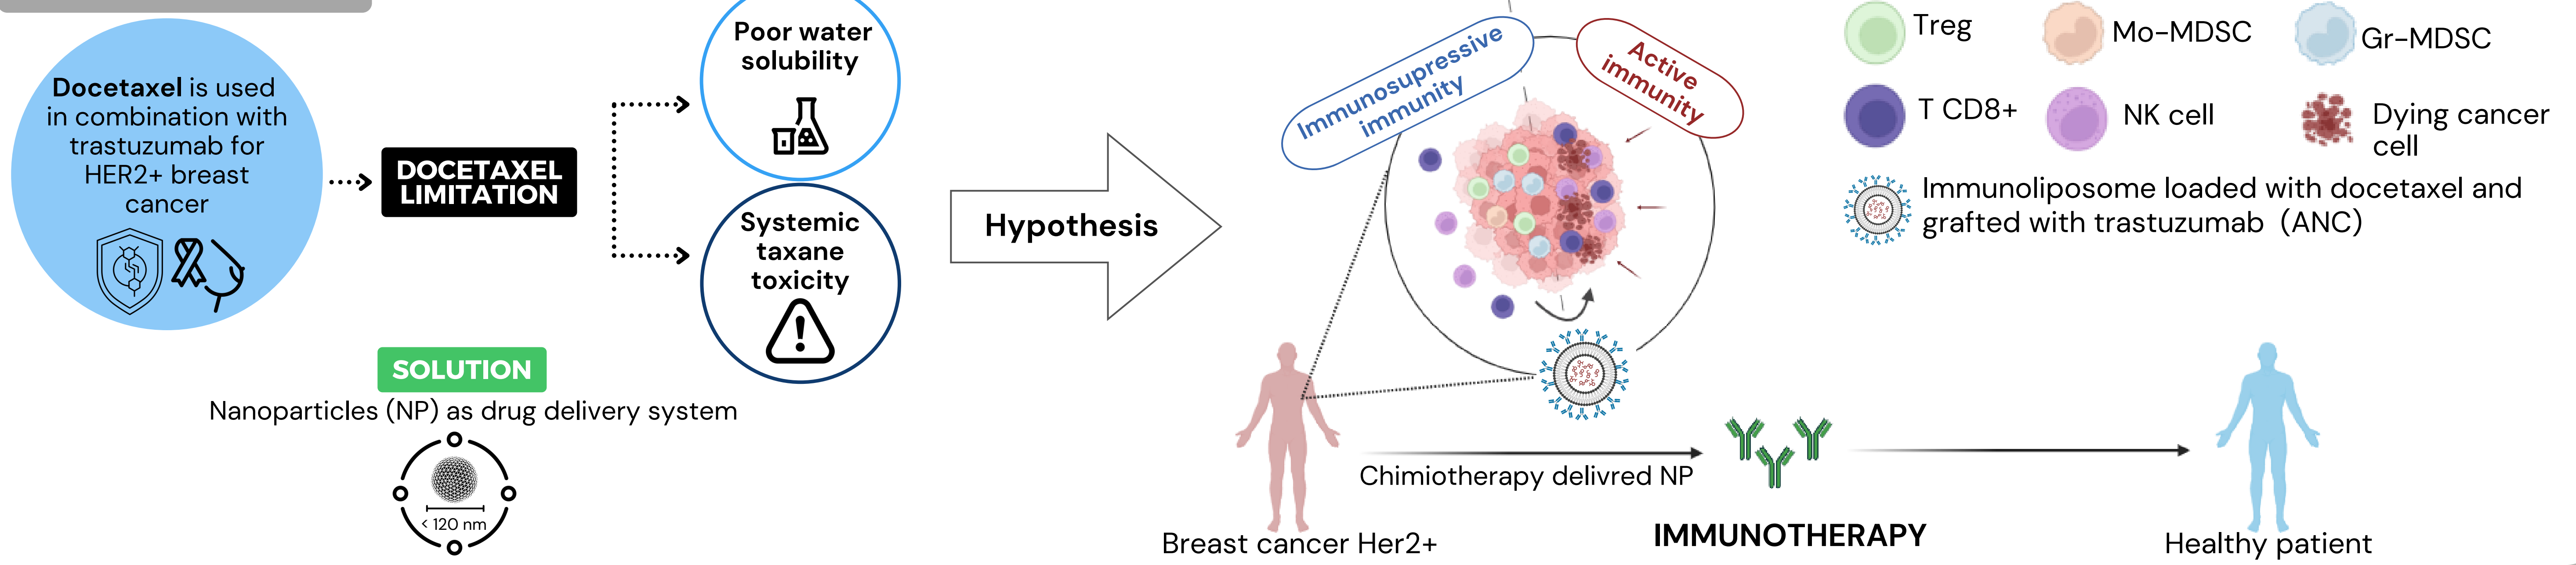 Docetaxel is used
in combination with
trastuzumab for
HER2+ breast
cancer
DOCETAXEL
LIMITATION
Poor water
solubility
Systemic
taxane
toxicity
SOLUTION
Nanoparticles (NP) as drug delivery system
< 120 nm
Hypothesis
Immunosupressive
immunity
Active
immunity
Breast cancer Her2+
Chimiotherapy delivred NP
IMMUNOTHERAPY
Healthy patient
Treg
Mo-MDSC
Gr-MDSC
T CD8+
NK cell
Dying cancer
cell
Immunoliposome loaded with docetaxel and
grafted with trastuzumab (ANC)